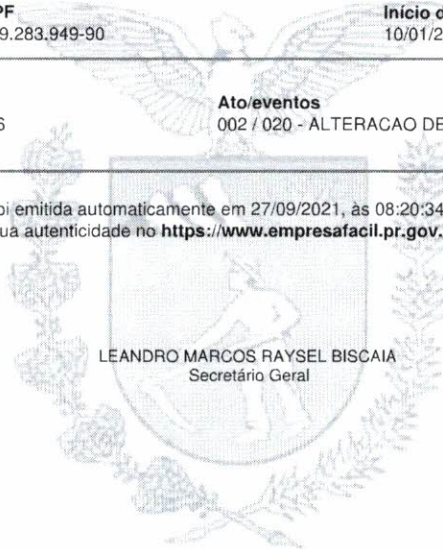 PF Início d
9.283.949-90 10/01/2
Ato/eventos
6 002 / 020 - ALTERACAO DE
oi emitida automaticamente em 27/09/2021, às 08:20:34
ua autenticidade no https://www.empresafacil.pr.gov.
LEANDRO MARCOS RAYSEL BISCAIA
Secretário Geral